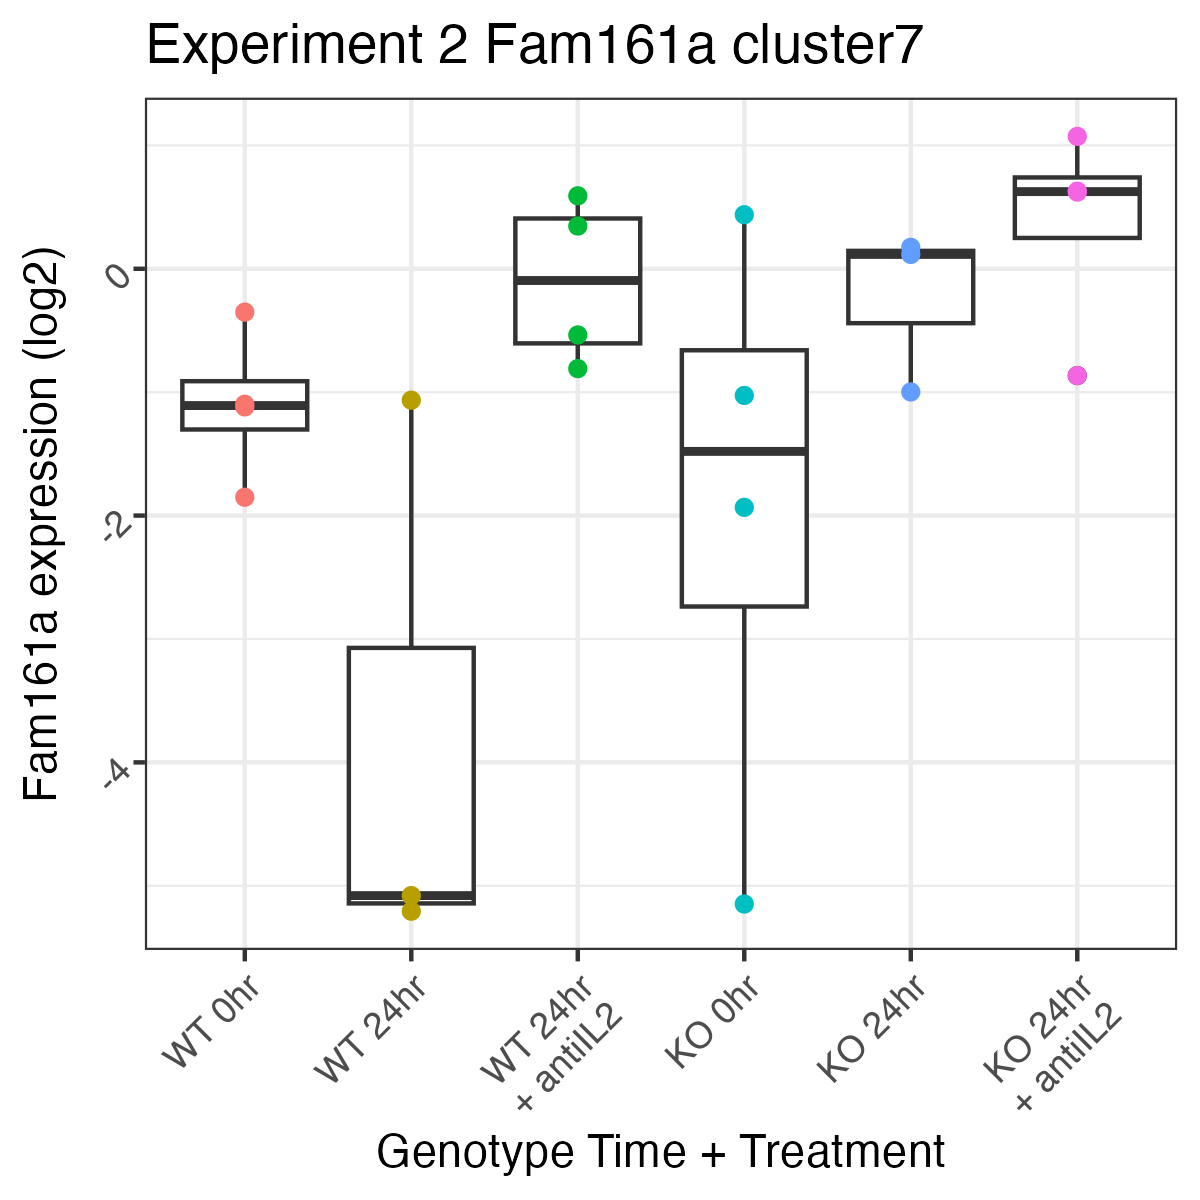 Experiment 2 Fam161a cluster7
Fam161a expression (log2)
0
-2
-4
WT 0hr
WT 24hr
WT 24hr
+ antiIL2
KO 0hr
KO 24hr
KO 24hr
+ antiIL2
Genotype Time + Treatment